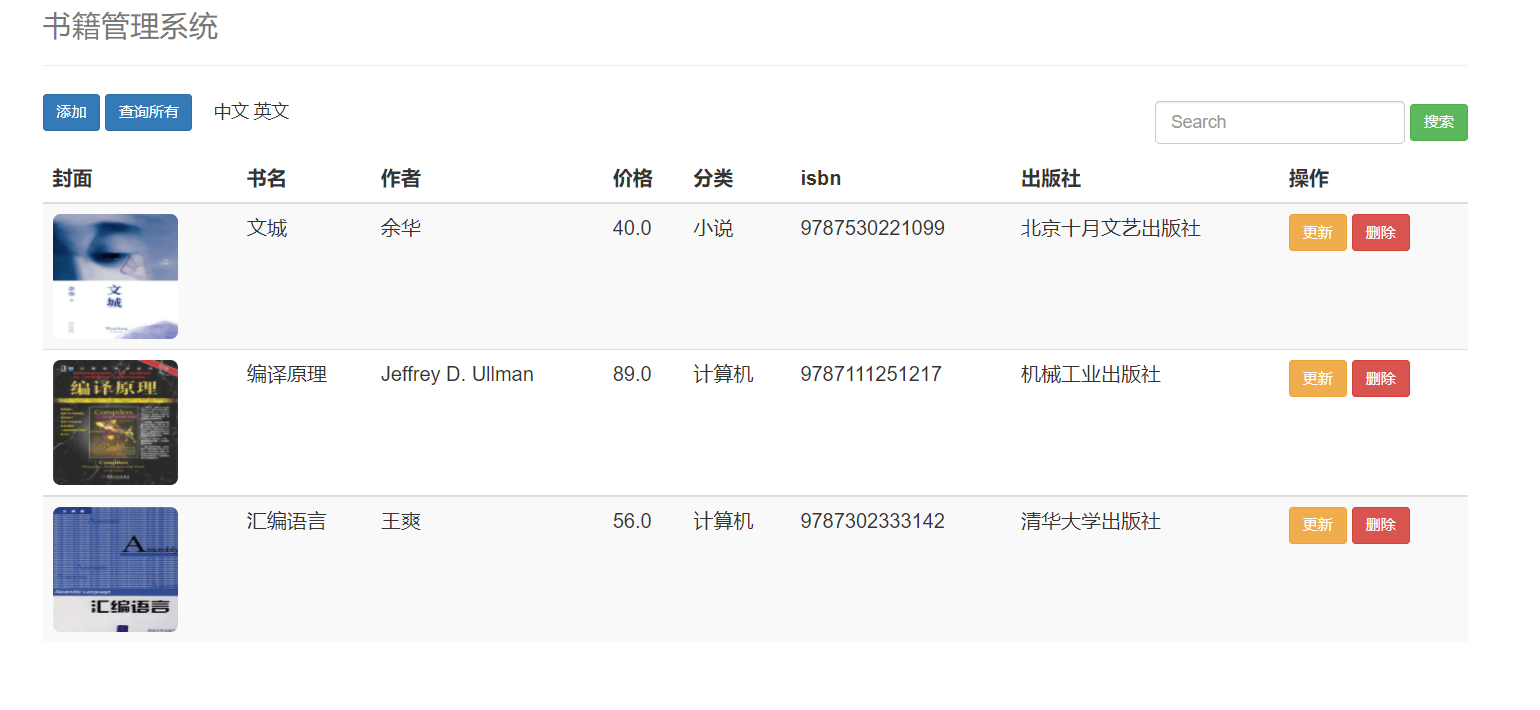 书籍管理系统
添加 查询所有 中文 英文 Search 搜索
封面 书名 作者 价格 分类 isbn 出版社 操作
文城 余华 40.0 小说 9787530221099 北京十月文艺出版社 更新 删除
文
城
编译原理 Jeffrey D. Ullman 89.0 计算机 9787111251217 机械工业出版社 更新 删除
编译原理
Compilers
汇编语言 王爽 56.0 计算机 9787302333142 清华大学出版社 更新 删除
Assembly
Assembly Language
汇编语言